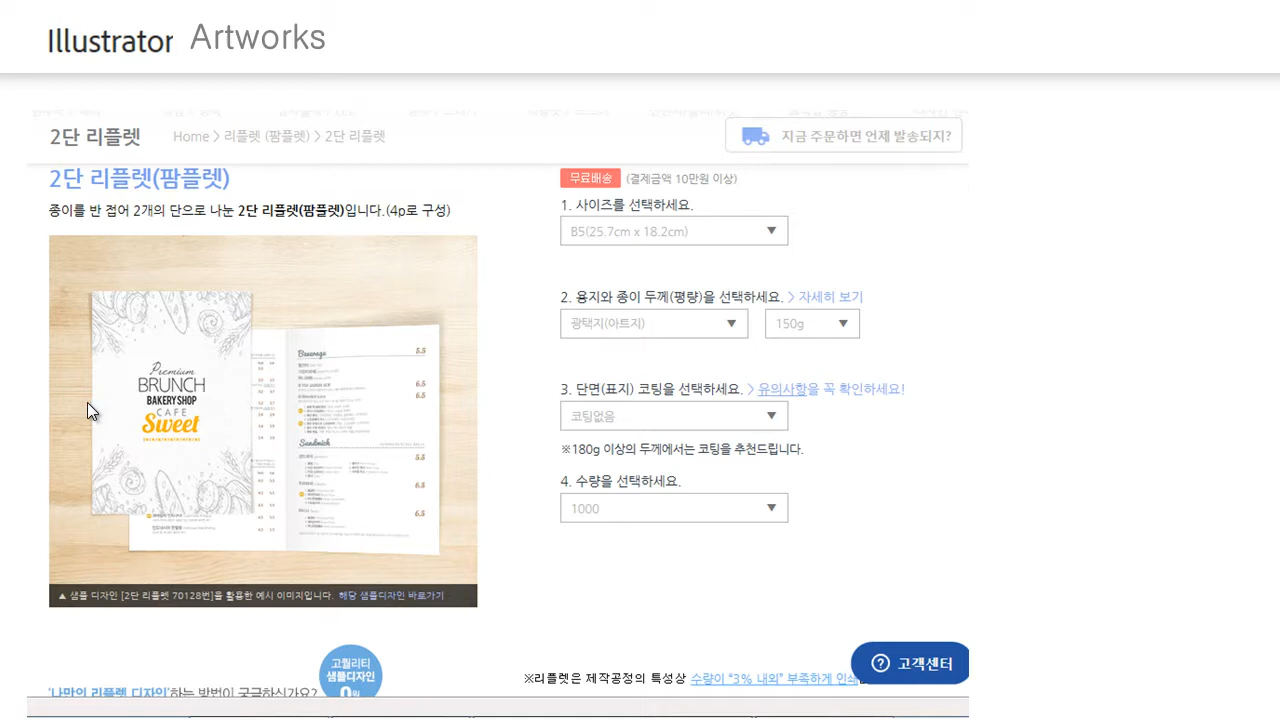 Illustrator Artworks
2단 리플렛
Home > 리플렛 (팜플렛) > 2단 리플렛
지금 주문하면 언제 발송되지?
2단 리플렛(팜플렛)
종이를 반 접어 2개의 단으로 나눈 2단 리플렛(팜플렛)입니다.(4p로 구성)
Premium
BRUNCH
BAKERY SHOP
CAFE
Sweet
Beverage 5.5
6.5
6.5
Sandwich
5.5
6.5
6.5
▲ 샘플 디자인 [2단 리플렛 70128번]을 활용한 예시 이미지입니다. 해당 샘플디자인 바로가기
무료배송 (결제금액 10만원 이상)
1. 사이즈를 선택하세요.
B5(25.7cm x 18.2cm)
2. 용지와 종이 두께(평량)을 선택하세요. > 자세히 보기
광택지(아트지) 150g
3. 단면(표지) 코팅을 선택하세요. > 유의사항을 꼭 확인하세요!
코팅없음
※180g 이상의 두께에서는 코팅을 추천드립니다.
4. 수량을 선택하세요.
1000
고퀄리티
샘플디자인
0원
'나만의 리플렛 디자인'하는 방법이 궁금하신가요?
※리플렛은 제작공정의 특성상 수량이 "3% 내외" 부족하게 인쇄
고객센터